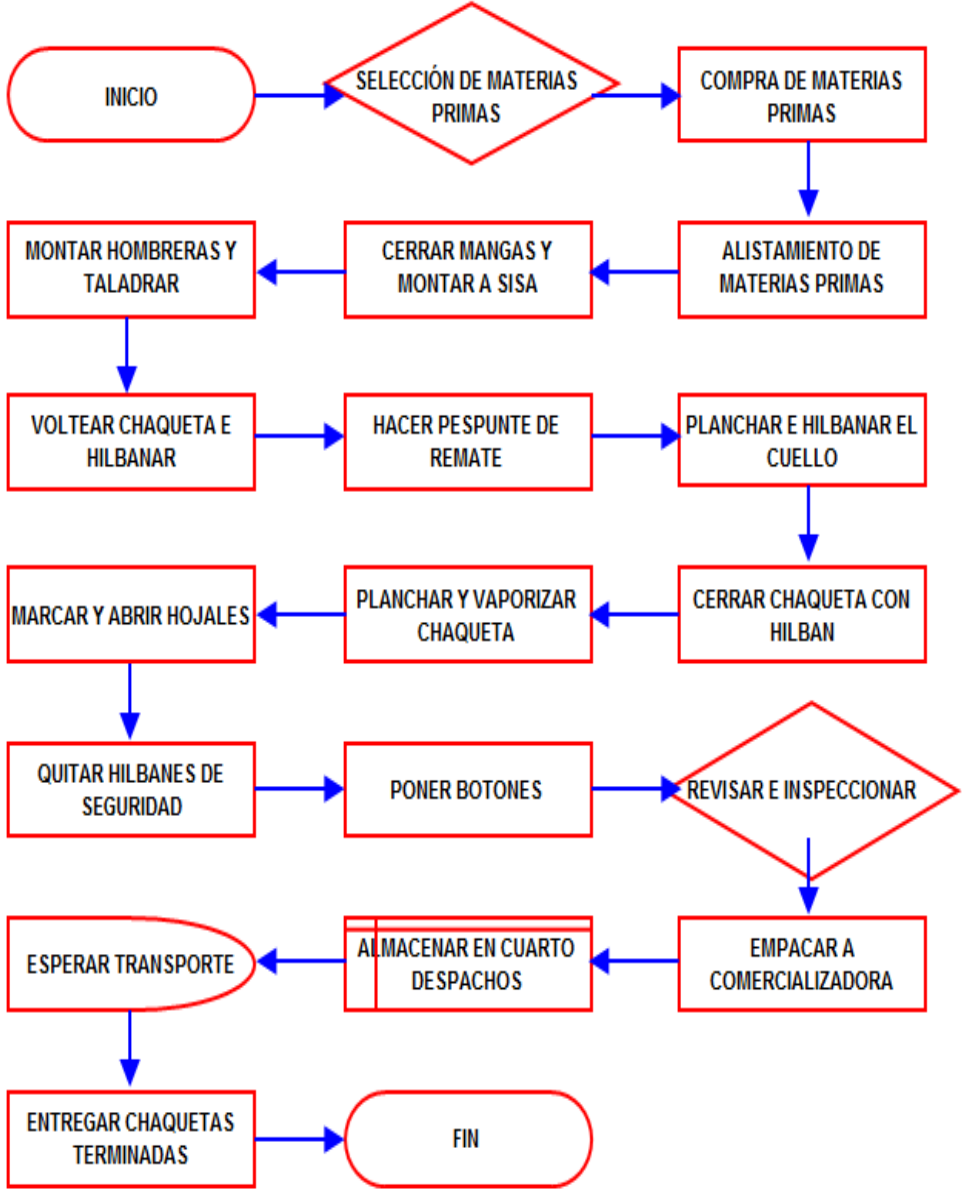 INICIO
SELECCIÓN DE MATERIAS
PRIMAS
COMPRA DE MATERIAS
PRIMAS
ALISTAMIENTO DE
MATERIAS PRIMAS
CERRAR MANGAS Y
MONTAR A SISA
MONTAR HOMBRERAS Y
TALADRAR
VOLTEAR CHAQUETA E
HILBANAR
HACER PESPUNTE DE
REMATE
PLANCHAR E HILBANAR EL
CUELLO
CERRAR CHAQUETA CON
HILBAN
PLANCHAR Y VAPORIZAR
CHAQUETA
MARCAR Y ABRIR HOJALES
QUITAR HILBANES DE
SEGURIDAD
PONER BOTONES
REVISAR E INSPECCIONAR
EMPACAR A
COMERCIALIZADORA
ALMACENAR EN CUARTO
DESPACHOS
ESPERAR TRANSPORTE
ENTREGAR CHAQUETAS
TERMINADAS
FIN